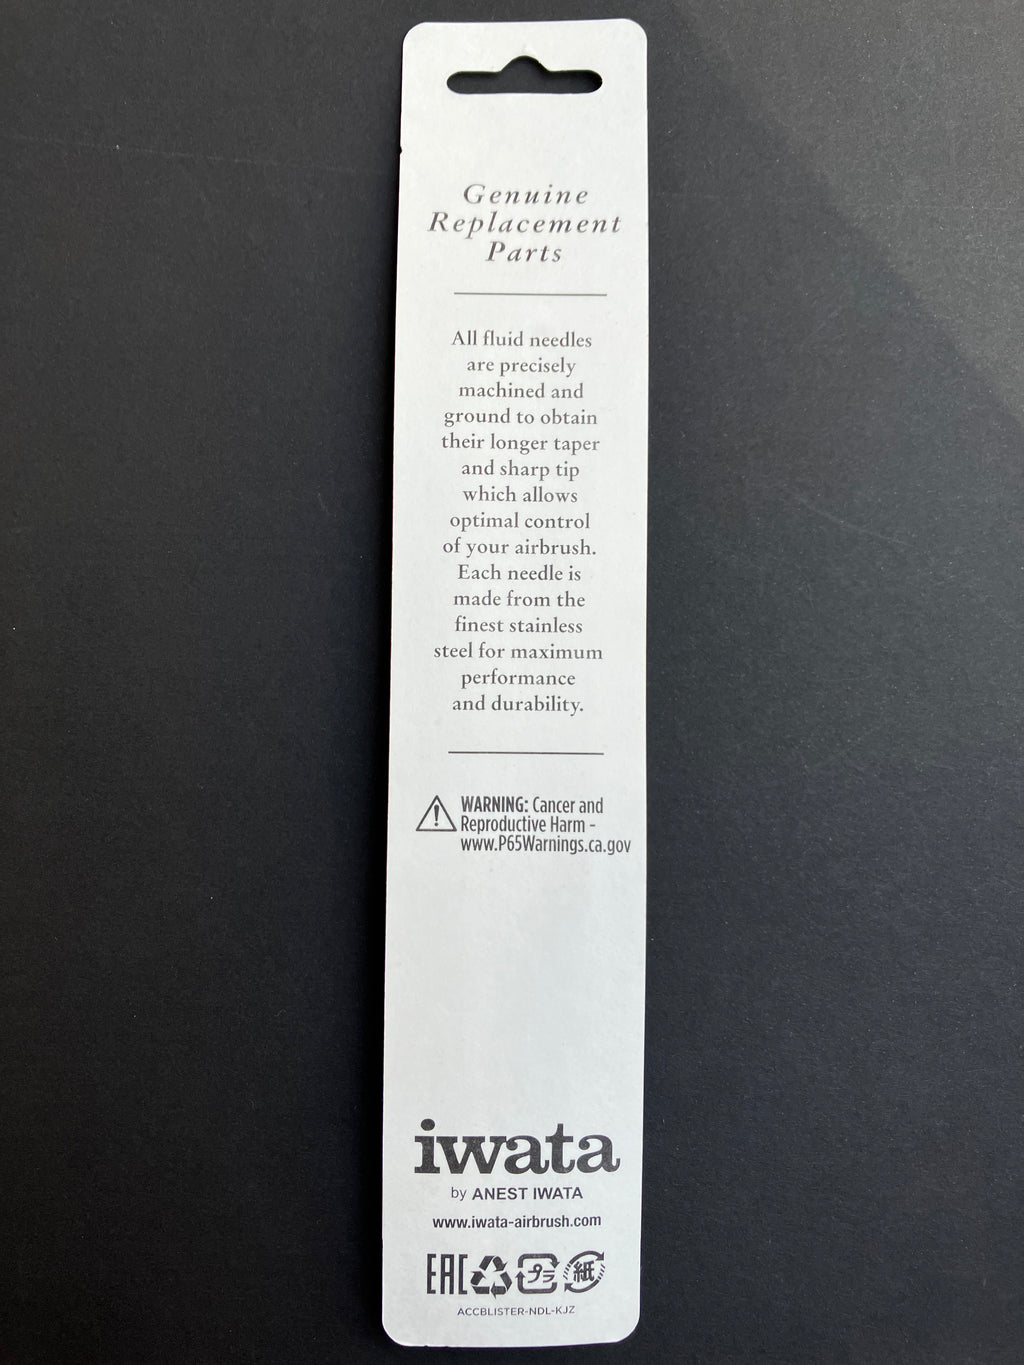 Genuine
Replacement
Parts
All fluid needles
are precisely
machined and
ground to obtain
their longer taper
and sharp tip
which allows
optimal control
of your airbrush.
Each needle is
made from the
finest stainless
steel for maximum
performance
and durability.
WARNING: Cancer and
Reproductive Harm -
www.P65Warnings.ca.gov
iwata
by ANEST IWATA
www.iwata-airbrush.com
EAC プラ 紙
ACCBLISTER-NDL-KJZ